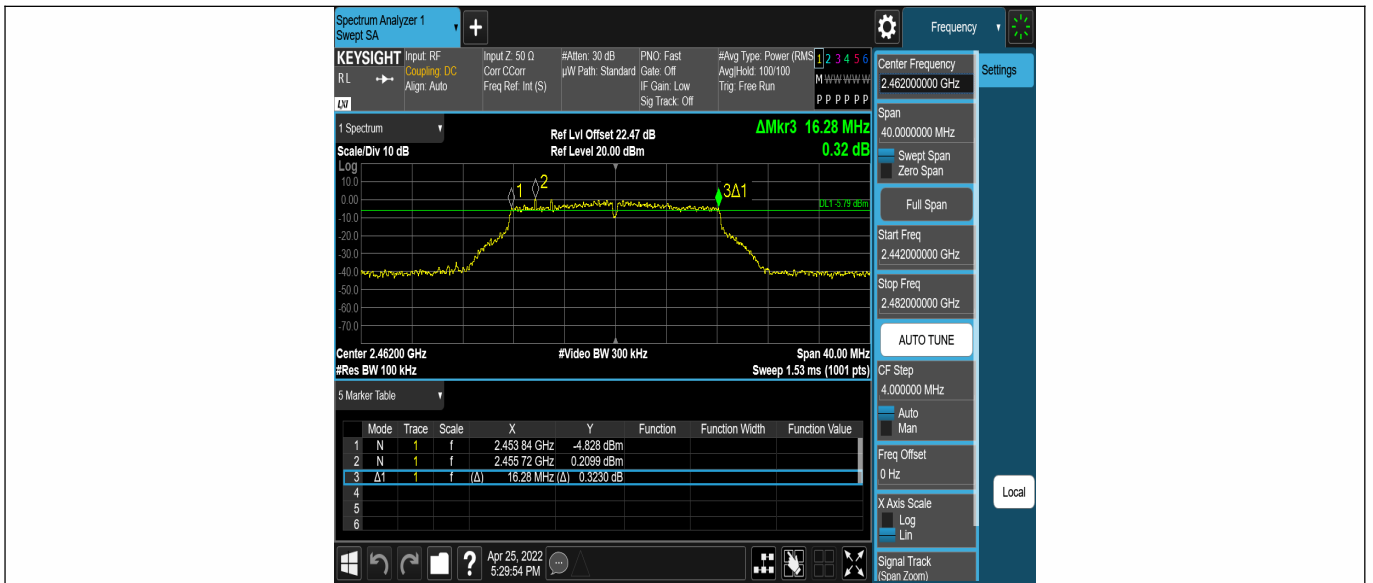 Spectrum Analyzer 1
Swept SA
+
Frequency
KEYSIGHT
R L
LXI
Input: RF
Coupling: DC
Align: Auto
Input Z: 50 Ω
Corr CCorr
Freq Ref: Int (S)
#Atten: 30 dB
µW Path: Standard
PNO: Fast
Gate: Off
IF Gain: Low
Sig Track: Off
#Avg Type: Power (RMS
Avg|Hold: 100/100
Trig: Free Run
1 2 3 4 5 6
M W W W W W
P P P P P P
1 Spectrum
Scale/Div 10 dB
Ref Lvl Offset 22.47 dB
Ref Level 20.00 dBm
ΔMkr3 16.28 MHz
0.32 dB
Log
10.0
0.00
-10.0
-20.0
-30.0
-40.0
-50.0
-60.0
-70.0
1
2
3Δ1
DL1 -5.79 dBm
Center 2.46200 GHz
#Video BW 300 kHz
Span 40.00 MHz
#Res BW 100 kHz
Sweep 1.53 ms (1001 pts)
5 Marker Table
Mode Trace Scale X Y Function Function Width Function Value
1 N 1 f 2.453 84 GHz -4.828 dBm
2 N 1 f 2.455 72 GHz 0.2099 dBm
3 Δ1 1 f (Δ) 16.28 MHz (Δ) 0.3230 dB
4
5
6
?
Apr 25, 2022
5:29:54 PM
Center Frequency
2.462000000 GHz
Settings
Span
40.0000000 MHz
Swept Span
Zero Span
Full Span
Start Freq
2.442000000 GHz
Stop Freq
2.482000000 GHz
AUTO TUNE
CF Step
4.000000 MHz
Auto
Man
Freq Offset
0 Hz
Local
X Axis Scale
Log
Lin
Signal Track
(Span Zoom)